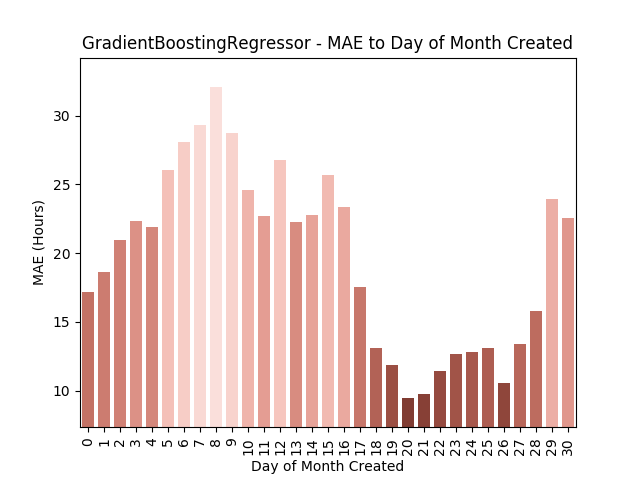 GradientBoostingRegressor - MAE to Day of Month Created
30
25
20
15
10
MAE (Hours)
0 1 2 3 4 5 6 7 8 9 10 11 12 13 14 15 16 17 18 19 20 21 22 23 24 25 26 27 28 29 30
Day of Month Created